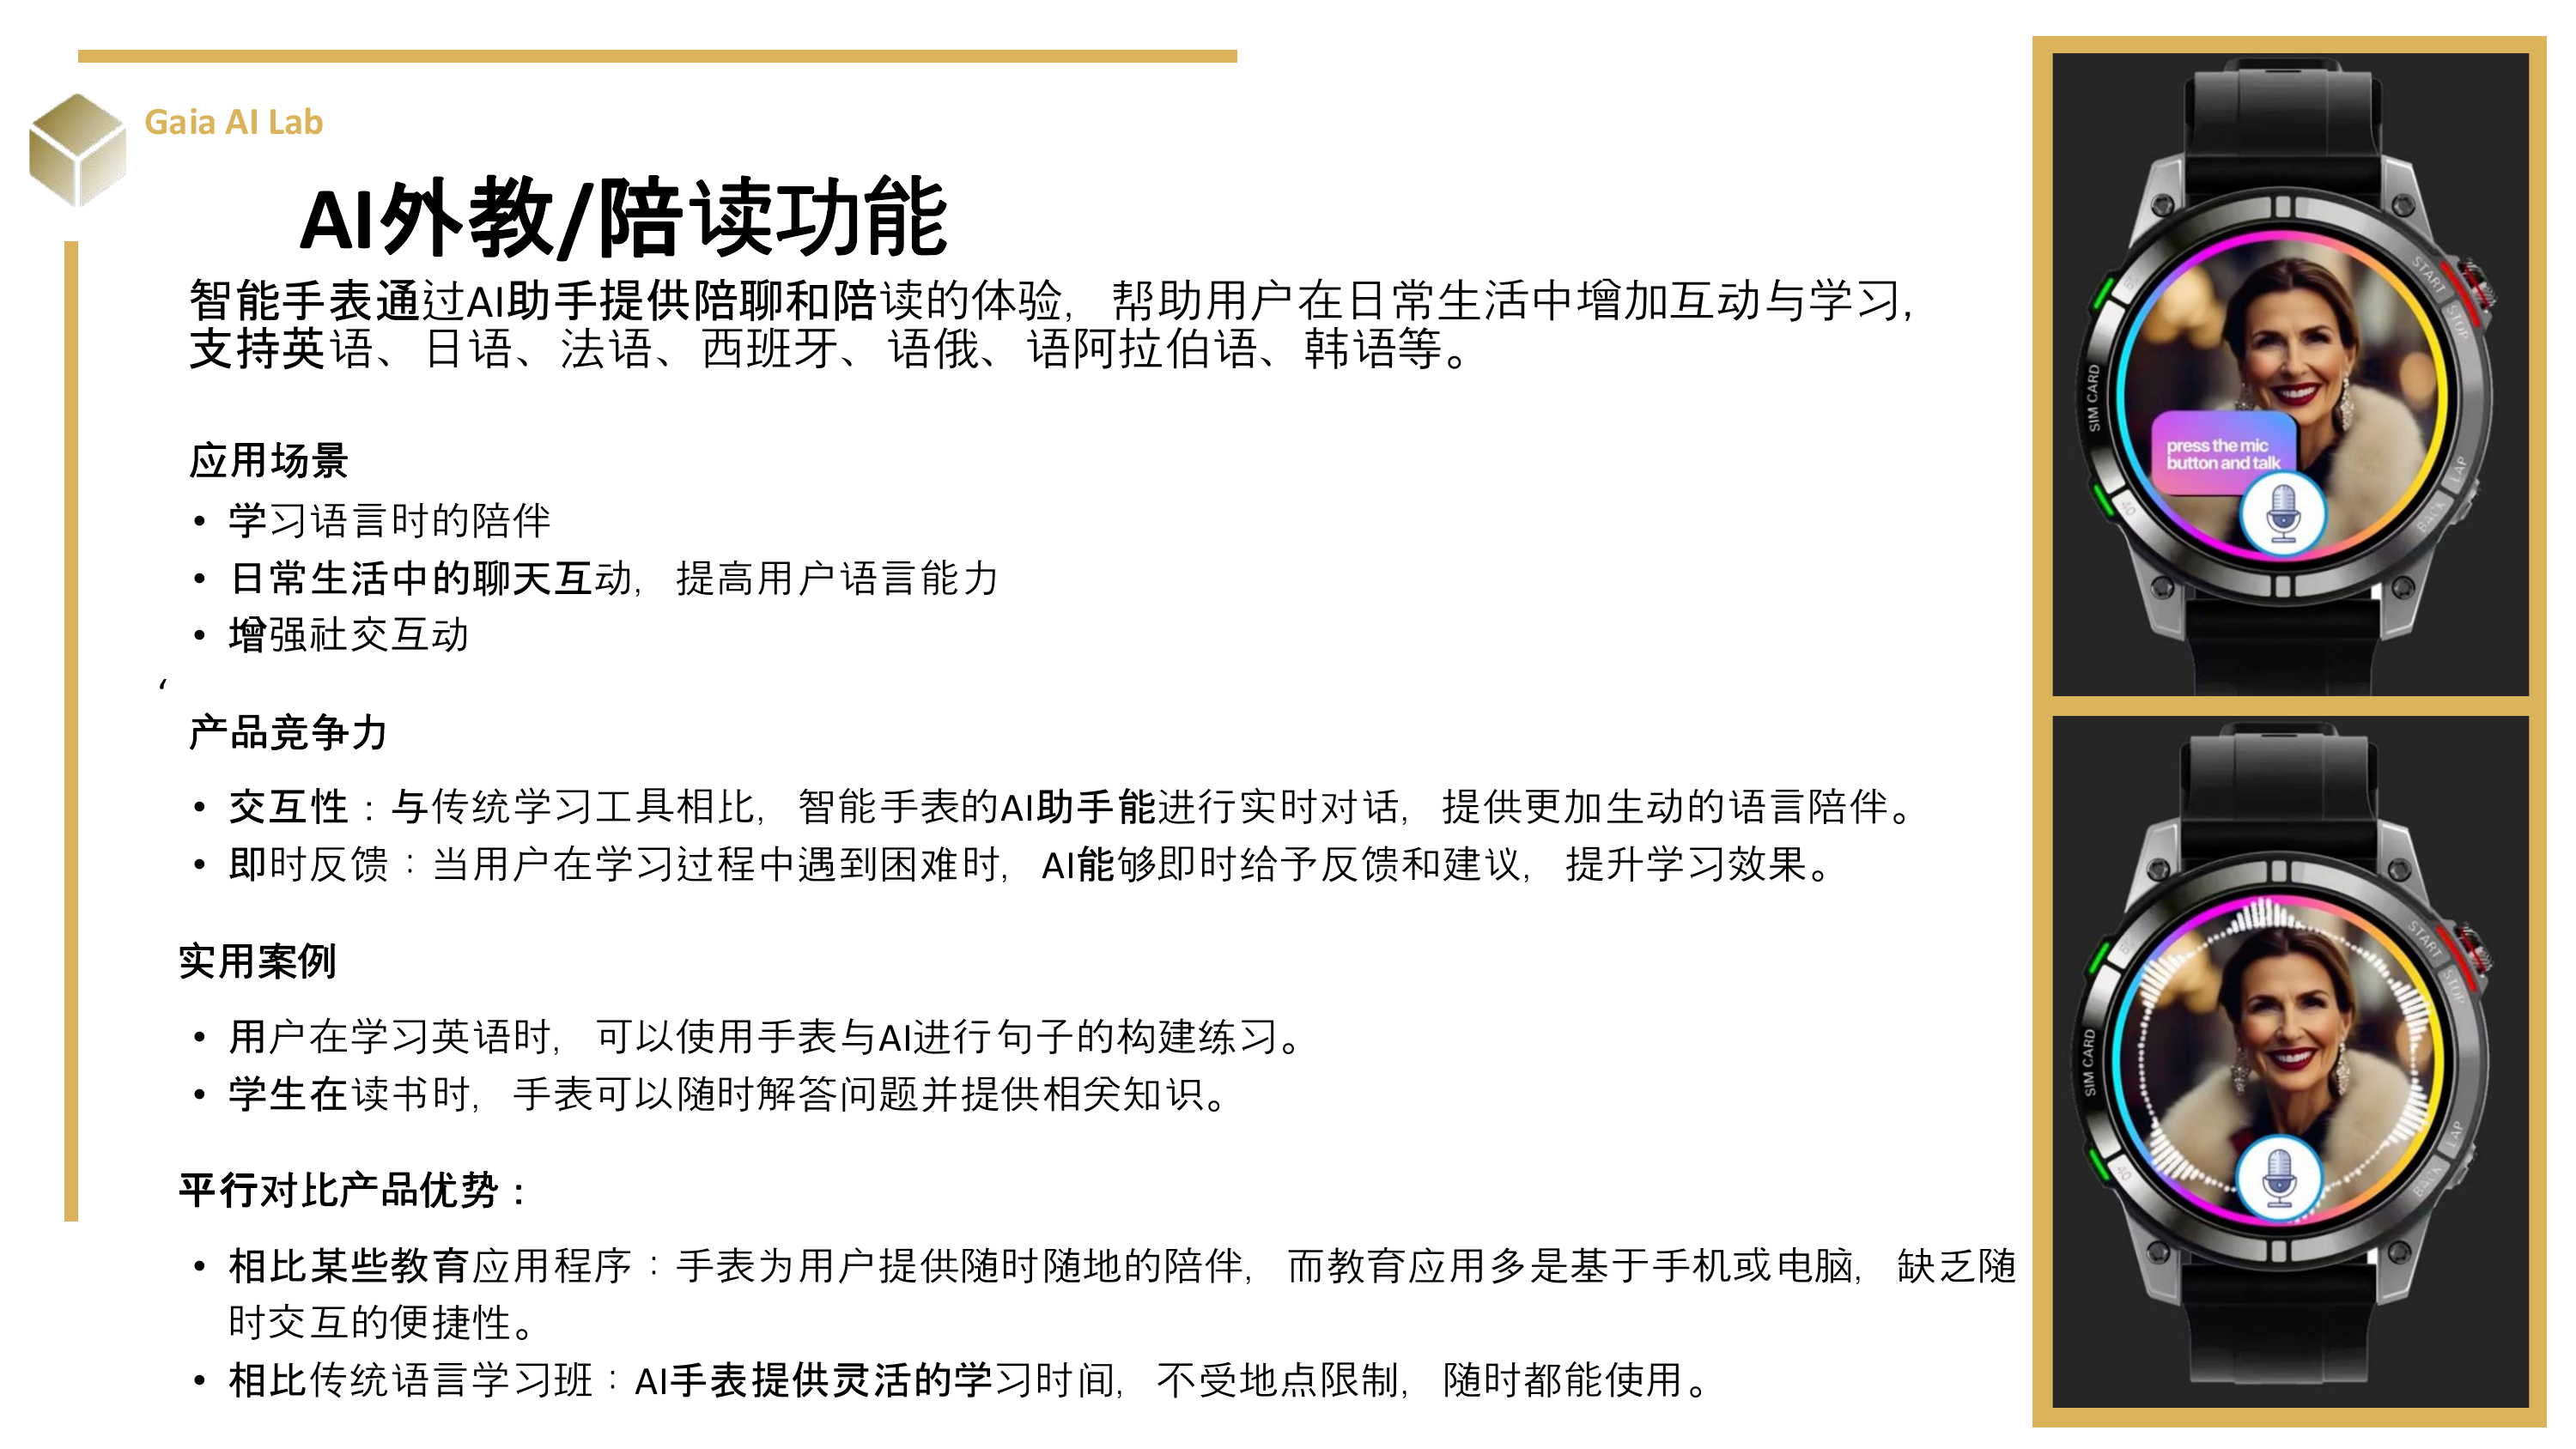 Gaia AI Lab
AI外教/陪读功能
智能手表通过AI助手提供陪聊和陪读的体验，帮助用户在日常生活中增加互动与学习，
支持英语、日语、法语、西班牙、语俄、语阿拉伯语、韩语等。
应用场景
• 学习语言时的陪伴
• 日常生活中的聊天互动，提高用户语言能力
• 增强社交互动
‘
产品竞争力
• 交互性：与传统学习工具相比，智能手表的AI助手能进行实时对话，提供更加生动的语言陪伴。
• 即时反馈：当用户在学习过程中遇到困难时，AI能够即时给予反馈和建议，提升学习效果。
实用案例
• 用户在学习英语时，可以使用手表与AI进行句子的构建练习。
• 学生在读书时，手表可以随时解答问题并提供相关知识。
平行对比产品优势：
• 相比某些教育应用程序：手表为用户提供随时随地的陪伴，而教育应用多是基于手机或电脑，缺乏随
时交互的便捷性。
• 相比传统语言学习班：AI手表提供灵活的学习时间，不受地点限制，随时都能使用。
START
STOP
SIM CARD
press the mic
button and talk
LAP
BACK
40
START
STOP
SIM CARD
LAP
BACK
40